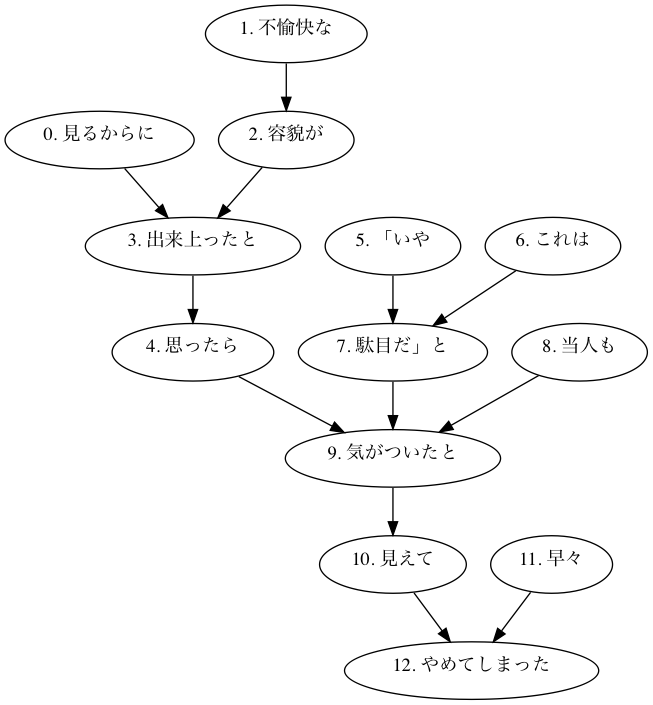 1. 不愉快な
0. 見るからに
2. 容貌が
3. 出来上ったと
5. 「いや
6. これは
4. 思ったら
7. 駄目だ」と
8. 当人も
9. 気がついたと
10. 見えて
11. 早々
12. やめてしまった